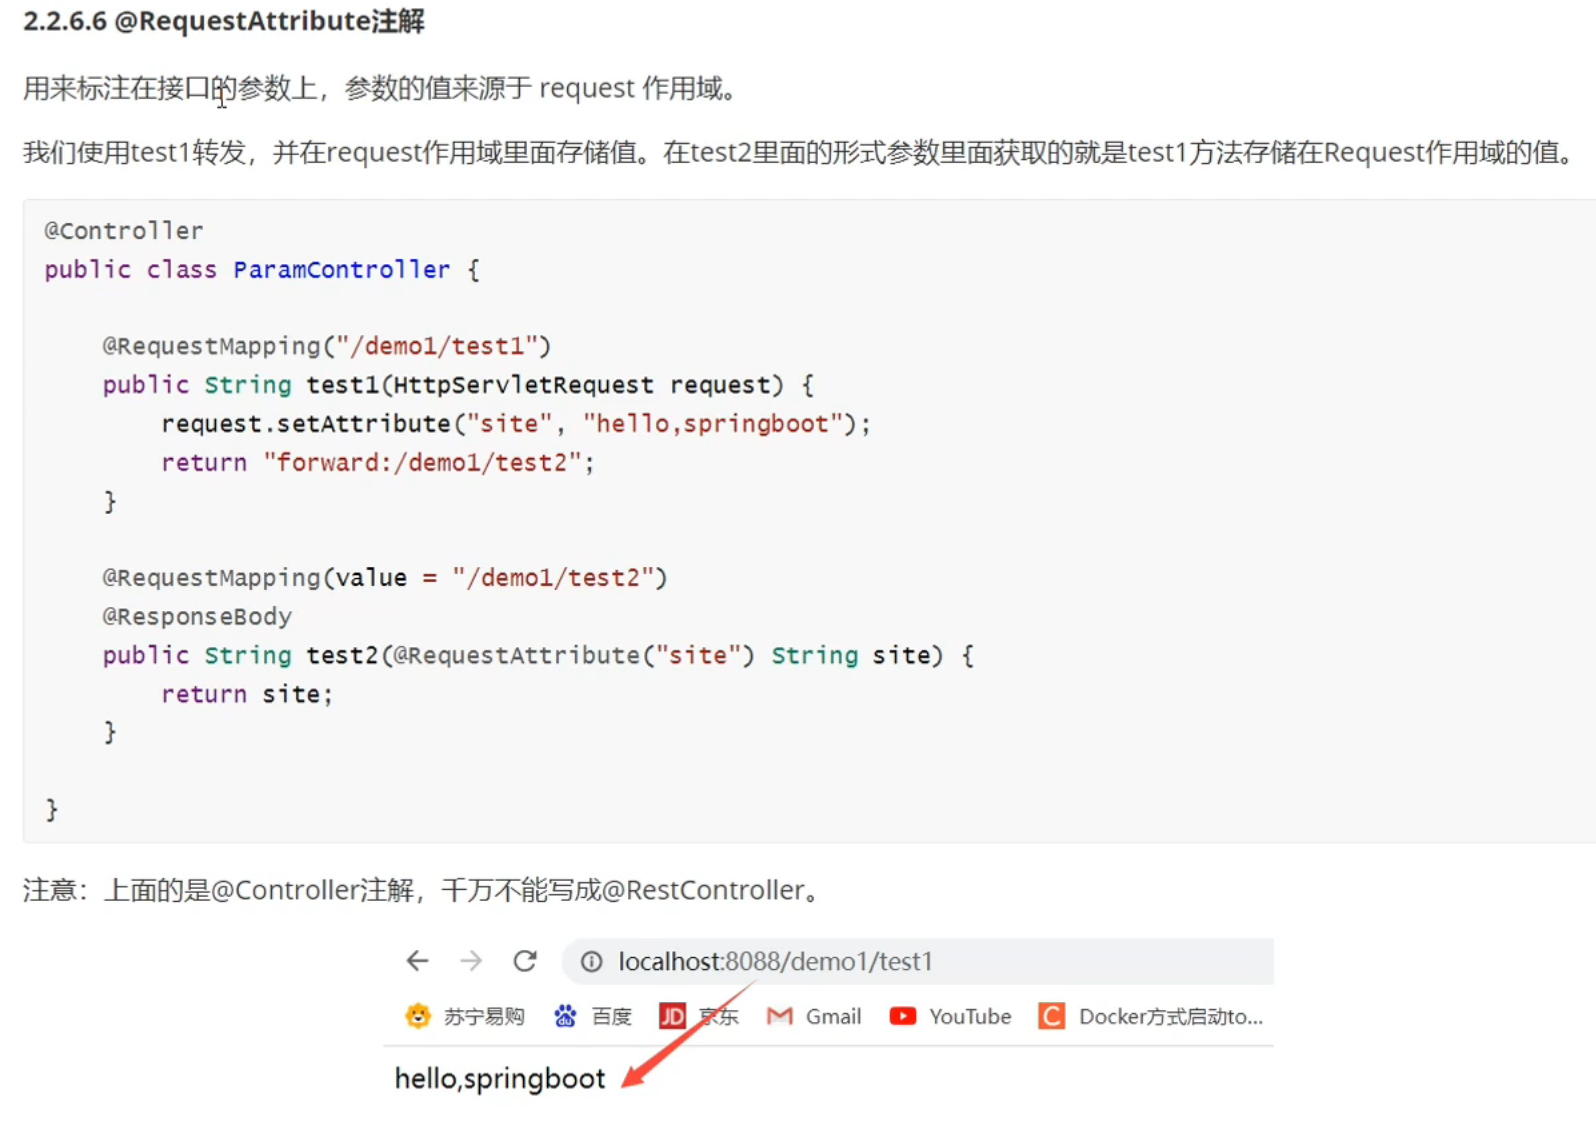 2.2.6.6 @RequestAttribute注解
用来标注在接口的参数上，参数的值来源于 request 作用域。
我们使用test1转发，并在request作用域里面存储值。在test2里面的形式参数里面获取的就是test1方法存储在Request作用域的值。
@Controller
public class ParamController {
@RequestMapping("/demo1/test1")
public String test1(HttpServletRequest request) {
request.setAttribute("site", "hello,springboot");
return "forward:/demo1/test2";
}
@RequestMapping(value = "/demo1/test2")
@ResponseBody
public String test2(@RequestAttribute("site") String site) {
return site;
}
}
注意：上面的是@Controller注解，千万不能写成@RestController。
localhost:8088/demo1/test1
苏宁易购 du 百度 JD 京东 Gmail YouTube C Docker方式启动to...
hello,springboot